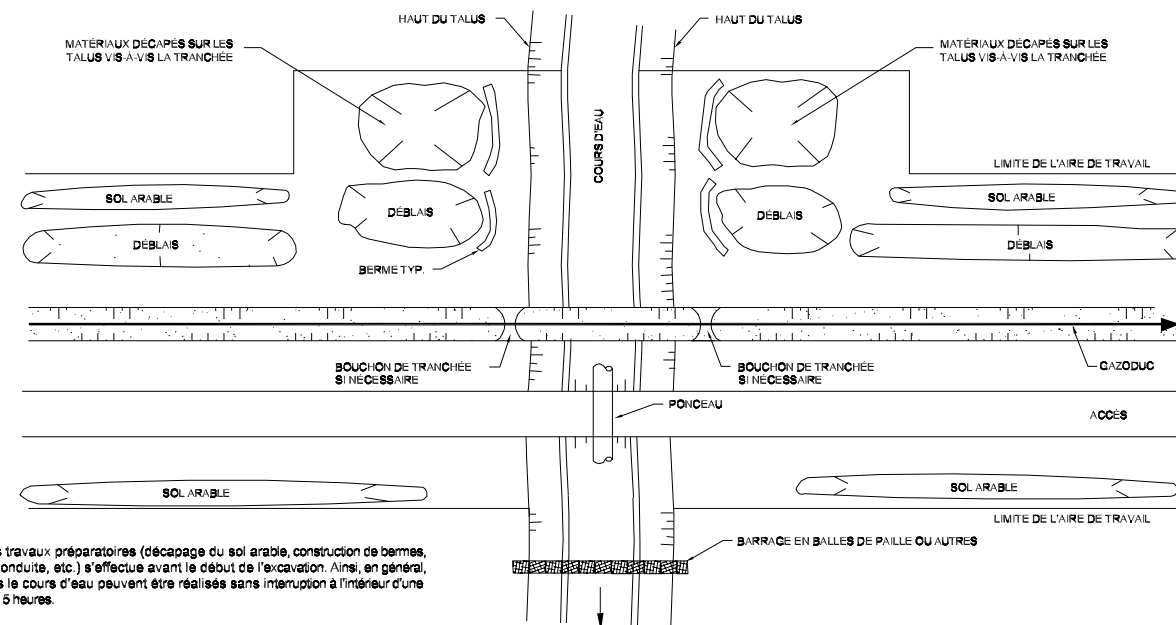 HAUT DU TALUS
HAUT DU TALUS
MATÉRIAUX DÉCAPÉS SUR LES
TALUS VIS-À-VIS LA TRANCHÉE
MATÉRIAUX DÉCAPÉS SUR LES
TALUS VIS-À-VIS LA TRANCHÉE
COURS D'EAU
LIMITE DE L'AIRE DE TRAVAIL
SOL ARABLE
SOL ARABLE
DÉBLAIS
DÉBLAIS
DÉBLAIS
DÉBLAIS
BERME TYP.
BOUCHON DE TRANCHÉE
SI NÉCESSAIRE
BOUCHON DE TRANCHÉE
SI NÉCESSAIRE
GAZODUC
PONCEAU
ACCÈS
SOL ARABLE
SOL ARABLE
LIMITE DE L'AIRE DE TRAVAIL
BARRAGE EN BALLES DE PAILLE OU AUTRES
s travaux préparatoires (décapage du sol arable, construction de bermes,
onduite, etc.) s'effectue avant le début de l'excavation. Ainsi, en général,
s le cours d'eau peuvent être réalisés sans interruption à l'intérieur d'une
5 heures.